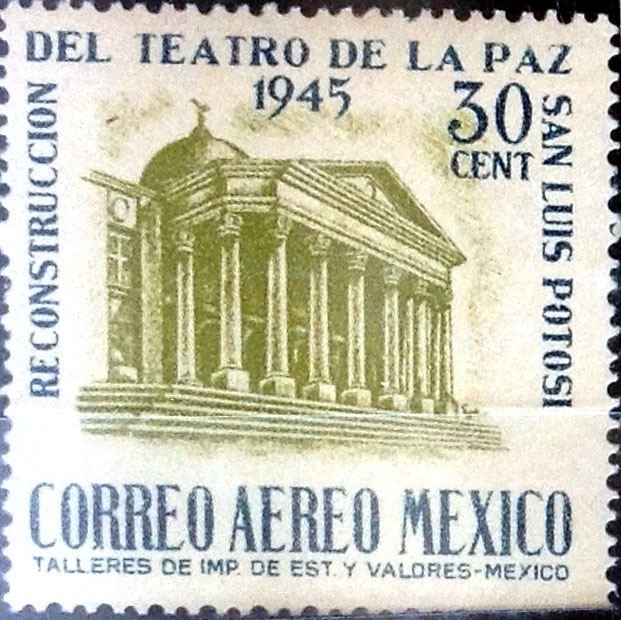 RECONSTRUCCION
DEL TEATRO DE LA PAZ
1945
30
CENT
SAN LUIS POTOSI
CORREO AEREO MEXICO
TALLERES DE IMP. DE EST. Y VALORES-MEXICO